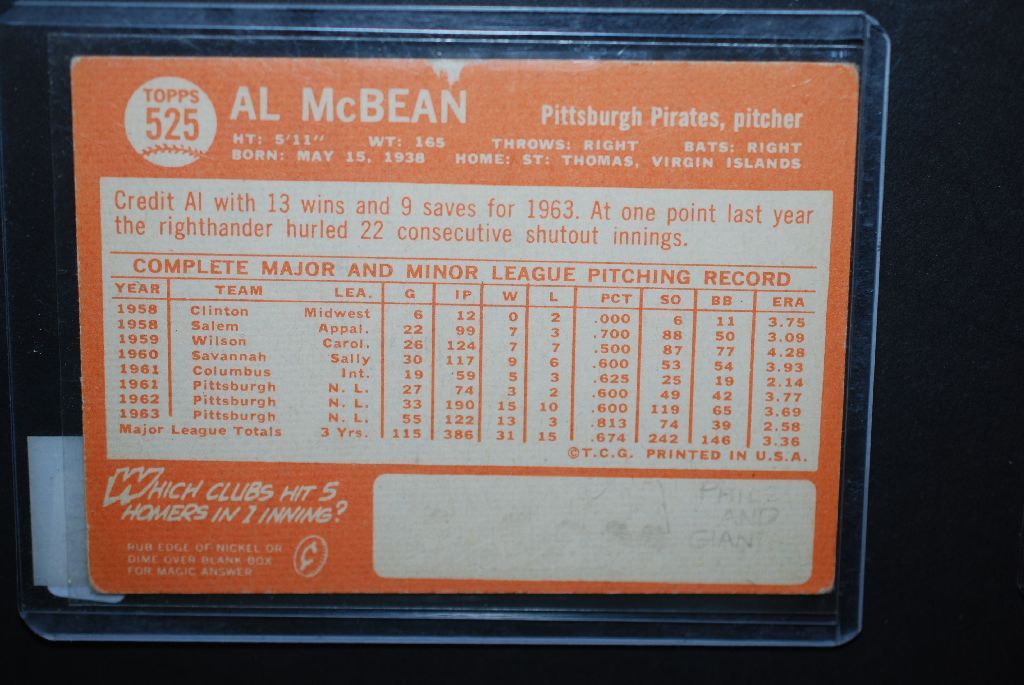 TOPPS
525
AL McBEAN
Pittsburgh Pirates, pitcher
HT: 5'11" WT: 165 THROWS: RIGHT BATS: RIGHT
BORN: MAY 15, 1938 HOME: ST: THOMAS, VIRGIN ISLANDS
Credit Al with 13 wins and 9 saves for 1963. At one point last year
the righthander hurled 22 consecutive shutout innings.
COMPLETE MAJOR AND MINOR LEAGUE PITCHING RECORD
YEAR TEAM LEA. G IP W L PCT SO BB ERA
1958 Clinton Midwest 6 12 0 2 .000 6 11 3.75
1958 Salem Appal. 22 99 7 3 .700 88 50 3.09
1959 Wilson Carol. 26 124 7 7 .500 87 77 4.28
1960 Savannah Sally 30 117 9 6 .600 53 54 3.93
1961 Columbus Int. 19 59 5 3 .625 25 19 2.14
1961 Pittsburgh N. L. 27 74 3 2 .600 49 42 3.77
1962 Pittsburgh N. L. 33 190 15 10 .600 119 65 3.69
1963 Pittsburgh N. L. 55 122 13 3 .813 74 39 2.58
Major League Totals 3 Yrs. 115 386 31 15 .674 242 146 3.36
©T.C.G. PRINTED IN U.S.A.
WHICH CLUBS HIT 5
HOMERS IN 1 INNING?
RUB EDGE OF NICKEL OR
DIME OVER BLANK BOX
FOR MAGIC ANSWER
AND